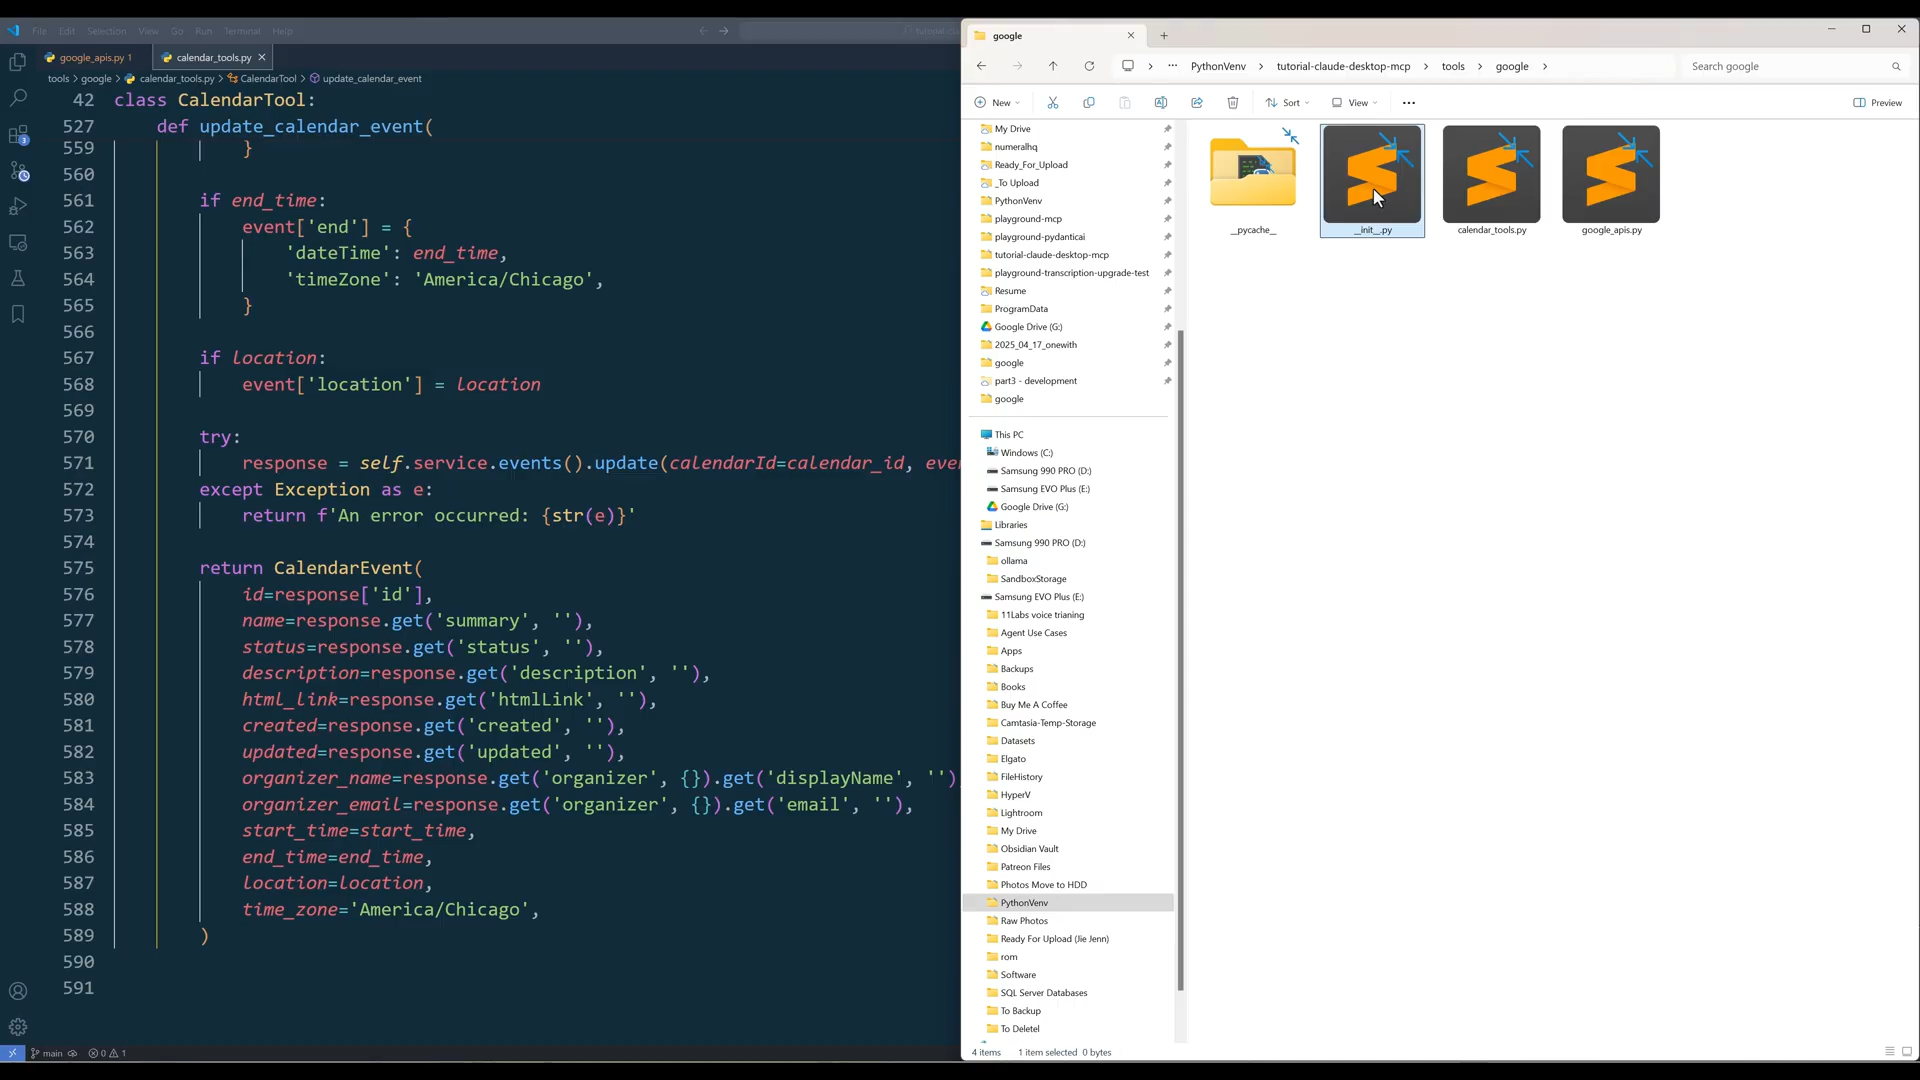 File Edit Selection View Go Run Terminal Help
google_apis.py 1
calendar_tools.py
tools > google > calendar_tools.py > CalendarTool > update_calendar_event
42 class CalendarTool:
527 def update_calendar_event(
559 }
560
561 if end_time:
562 event['end'] = {
563 'dateTime': end_time,
564 'timeZone': 'America/Chicago',
565 }
566
567 if location:
568 event['location'] = location
569
570 try:
571 response = self.service.events().update(calendarId=calendar_id, eve
572 except Exception as e:
573 return f'An error occurred: {str(e)}'
574
575 return CalendarEvent(
576 id=response['id'],
577 name=response.get('summary', ''),
578 status=response.get('status', ''),
579 description=response.get('description', ''),
580 html_link=response.get('htmlLink', ''),
581 created=response.get('created', ''),
582 updated=response.get('updated', ''),
583 organizer_name=response.get('organizer', {}).get('displayName', '')
584 organizer_email=response.get('organizer', {}).get('email', ''),
585 start_time=start_time,
586 end_time=end_time,
587 location=location,
588 time_zone='America/Chicago',
589 )
590
591
3
main
0 1
google
PythonVenv > tutorial-claude-desktop-mcp > tools > google >
Search google
New
Sort
View
Preview
My Drive
numeralhq
Ready_For_Upload
_To Upload
PythonVenv
playground-mcp
playground-pydanticai
tutorial-claude-desktop-mcp
playground-transcription-upgrade-test
Resume
ProgramData
Google Drive (G:)
2025_04_17_onewith
google
part3 - development
google
This PC
Windows (C:)
Samsung 990 PRO (D:)
Samsung EVO Plus (E:)
Google Drive (G:)
Libraries
Samsung 990 PRO (D:)
ollama
SandboxStorage
Samsung EVO Plus (E:)
11Labs voice trianing
Agent Use Cases
Apps
Backups
Books
Buy Me A Coffee
Camtasia-Temp-Storage
Datasets
Elgato
FileHistory
HyperV
Lightroom
My Drive
Obsidian Vault
Patreon Files
Photos Move to HDD
PythonVenv
Raw Photos
Ready For Upload (Jie Jenn)
rom
Software
SQL Server Databases
To Backup
To Deletel
__pycache__
__init__.py
calendar_tools.py
google_apis.py
4 items 1 item selected 0 bytes